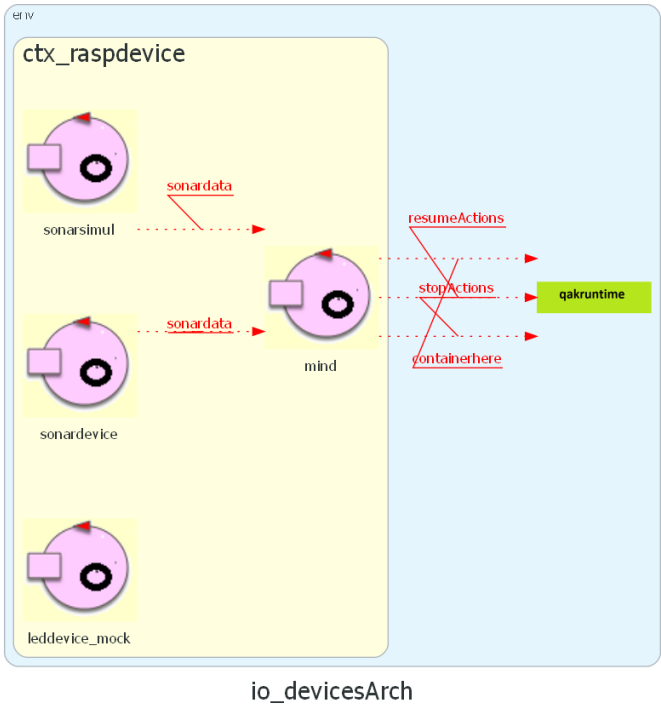 env
ctx_raspdevice
sonardata
resumeActions
sonarsimul
stopActions
qakruntime
sonardata
containerhere
mind
sonardevice
leddevice_mock
io_devicesArch